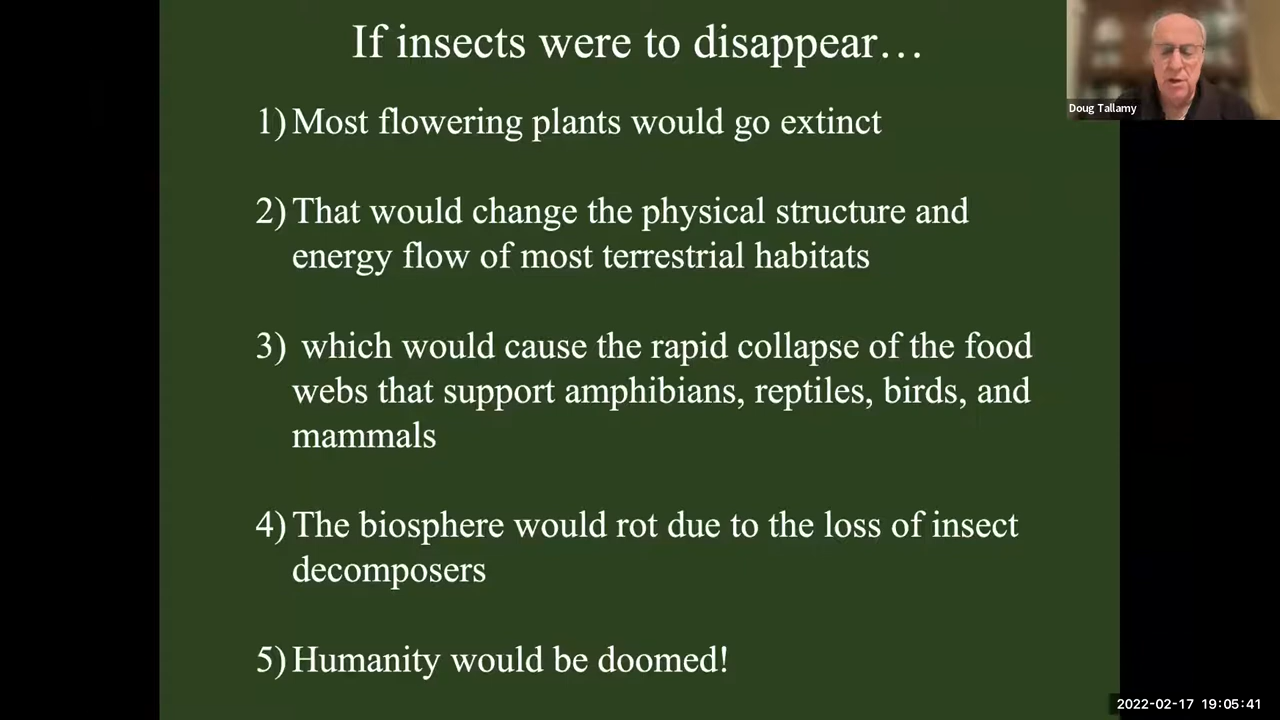 If insects were to disappear…
Doug Tallamy
1) Most flowering plants would go extinct
2) That would change the physical structure and
energy flow of most terrestrial habitats
3) which would cause the rapid collapse of the food
webs that support amphibians, reptiles, birds, and
mammals
4) The biosphere would rot due to the loss of insect
decomposers
5) Humanity would be doomed!
2022-02-17 19:05:41